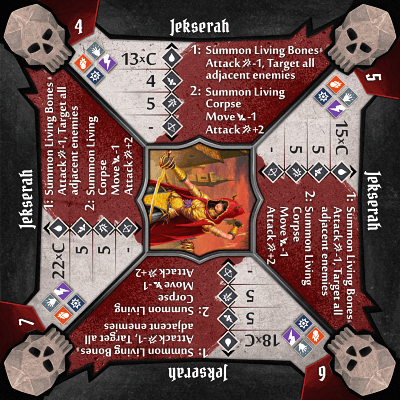 4
Jekserah
13xC
4
5
-
1: Summon Living Bones
Attack -1, Target all
adjacent enemies
2: Summon Living
Corpse
Move -1
Attack +2
5
Jekserah
15xC
5
5
-
1: Summon Living Bones
Attack -1, Target all
adjacent enemies
2: Summon Living
Corpse
Move -1
Attack +2
6
Jekserah
18xC
5
5
-
1: Summon Living Bones
Attack -1, Target all
adjacent enemies
2: Summon Living
Corpse
Move -1
Attack +2
7
Jekserah
22xC
5
5
-
1: Summon Living Bones
Attack -1, Target all
adjacent enemies
2: Summon Living
Corpse
Move -1
Attack +2